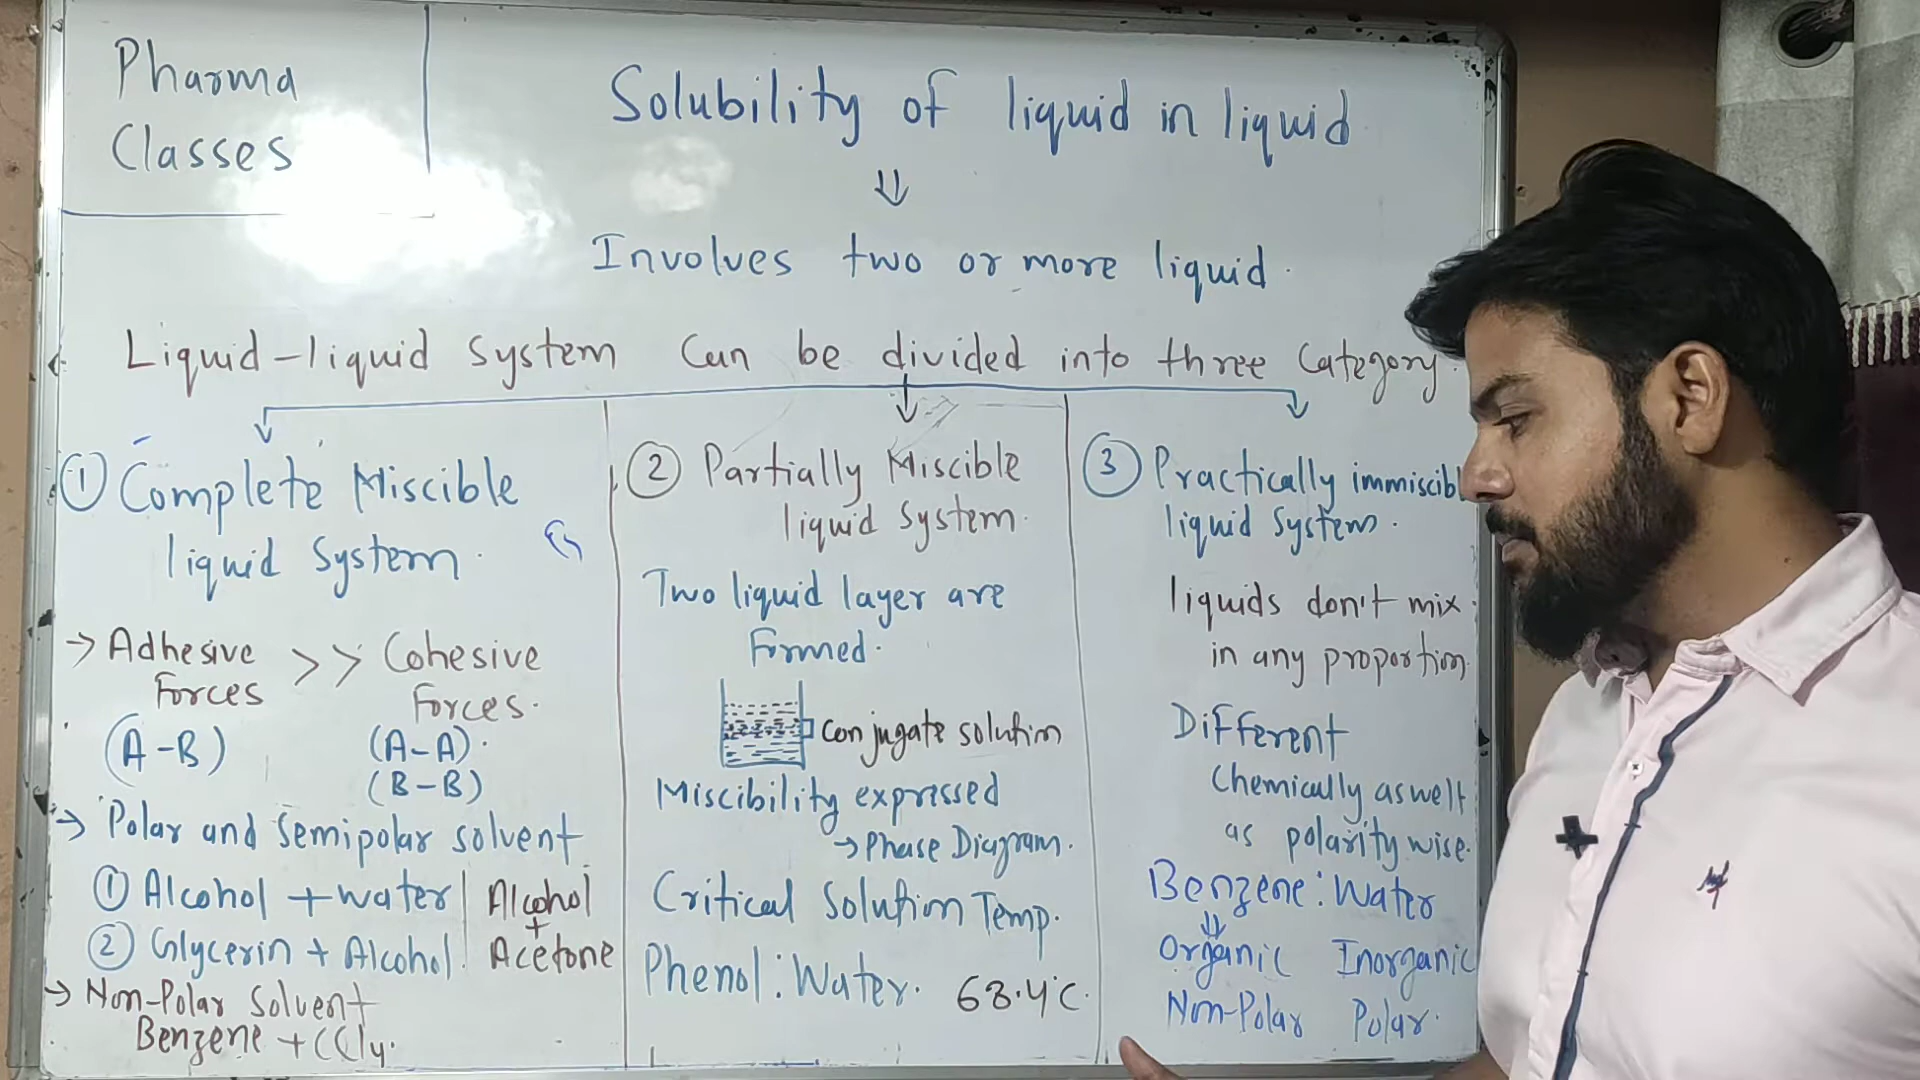 Pharma
Classes
Solubility of liquid in liquid
⇓
Involves two or more liquid.
Liquid-liquid System Can be divided into three Category.
① Complete Miscible
liquid System.
Eg
→ Adhesive >> Cohesive
Forces Forces.
(A-B) (A-A).
(B-B)
→ Polar and Semipolar solvent
① Alcohol + water | Alcohol
+
② Glycerin + Alcohol. | Acetone
→ Non-Polar Solvent
Benzene + CCl4.
② Partially Miscible
liquid System.
Two liquid layer are
Formed.
conjugate solution
Miscibility expressed
→ Phase Diagram.
Critical Solution Temp.
Phenol : Water. 68.4°C.
③ Practically immiscibl
liquid System.
liquids don't mix.
in any proportion.
Different
Chemically as well
as polarity wise.
Benzene : Water
⇓
Organic Inorganic
Non-Polar Polar.